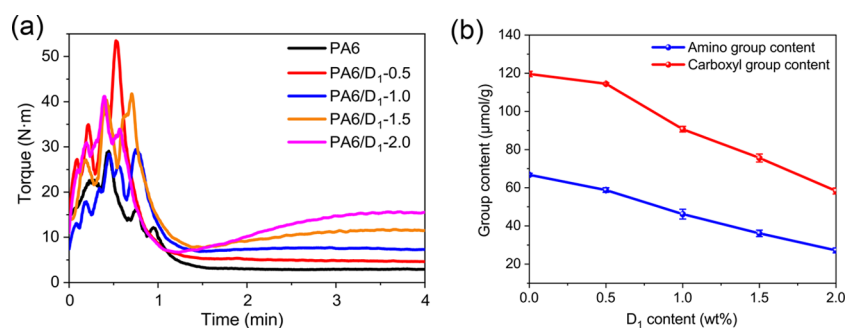 (a)
60
50
40
30
20
10
0
Torque (N·m)
PA6
PA6/D₁-0.5
PA6/D₁-1.0
PA6/D₁-1.5
PA6/D₁-2.0
0 1 2 3 4
Time (min)
(b)
140
120
100
80
60
40
20
Group content (μmol/g)
Amino group content
Carboxyl group content
0.0 0.5 1.0 1.5 2.0
D₁ content (wt%)